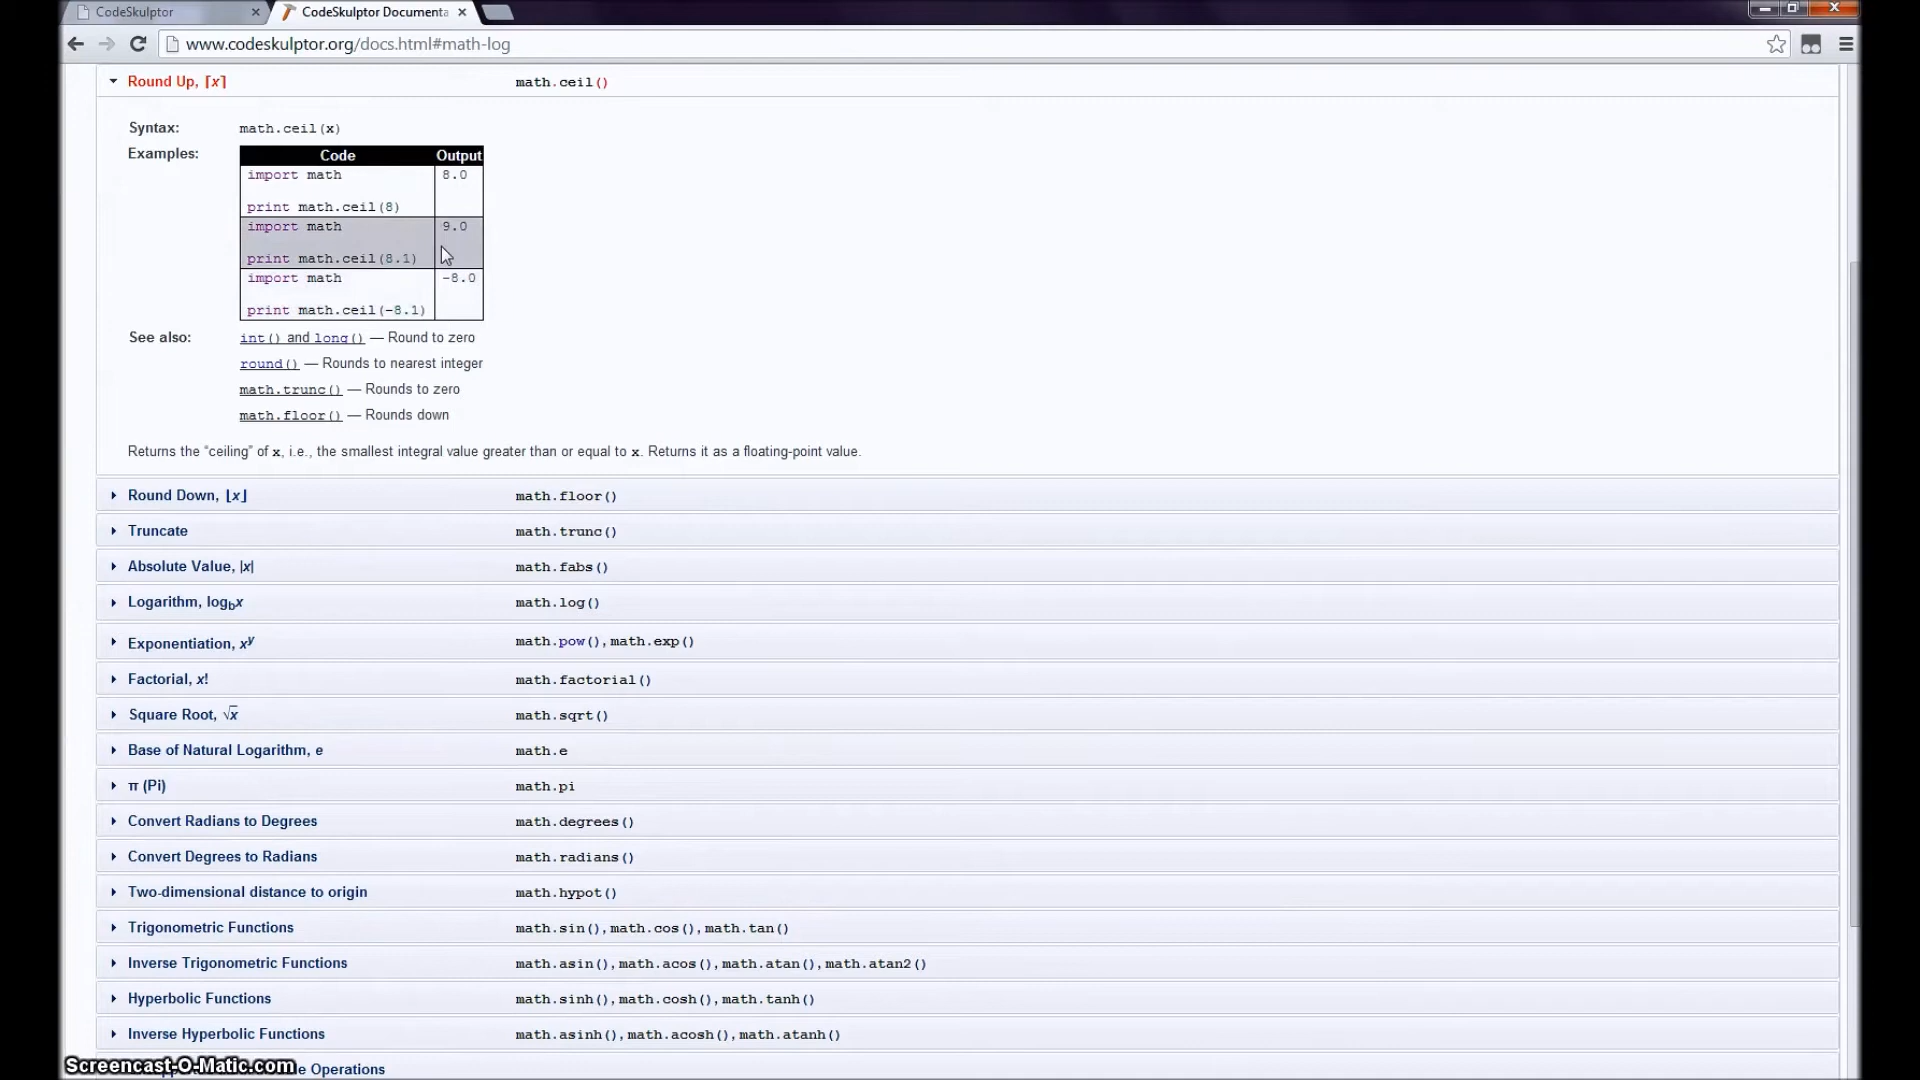 CodeSkulptor
CodeSkulptor Documenta
www.codeskulptor.org/docs.html#math-log
Round Up, ⌈x⌉ math.ceil()
Syntax: math.ceil(x)
Examples: Code Output
import math 8.0
print math.ceil(8)
import math 9.0
print math.ceil(8.1)
import math -8.0
print math.ceil(-8.1)
See also: int() and long() — Round to zero
round() — Rounds to nearest integer
math.trunc() — Rounds to zero
math.floor() — Rounds down
Returns the “ceiling” of x, i.e., the smallest integral value greater than or equal to x. Returns it as a floating-point value.
Round Down, ⌊x⌋ math.floor()
Truncate math.trunc()
Absolute Value, |x| math.fabs()
Logarithm, logbx math.log()
Exponentiation, xy math.pow(), math.exp()
Factorial, x! math.factorial()
Square Root, √x math.sqrt()
Base of Natural Logarithm, e math.e
π (Pi) math.pi
Convert Radians to Degrees math.degrees()
Convert Degrees to Radians math.radians()
Two-dimensional distance to origin math.hypot()
Trigonometric Functions math.sin(), math.cos(), math.tan()
Inverse Trigonometric Functions math.asin(), math.acos(), math.atan(), math.atan2()
Hyperbolic Functions math.sinh(), math.cosh(), math.tanh()
Inverse Hyperbolic Functions math.asinh(), math.acosh(), math.atanh()
Screencast-O-Matic.com
Operations